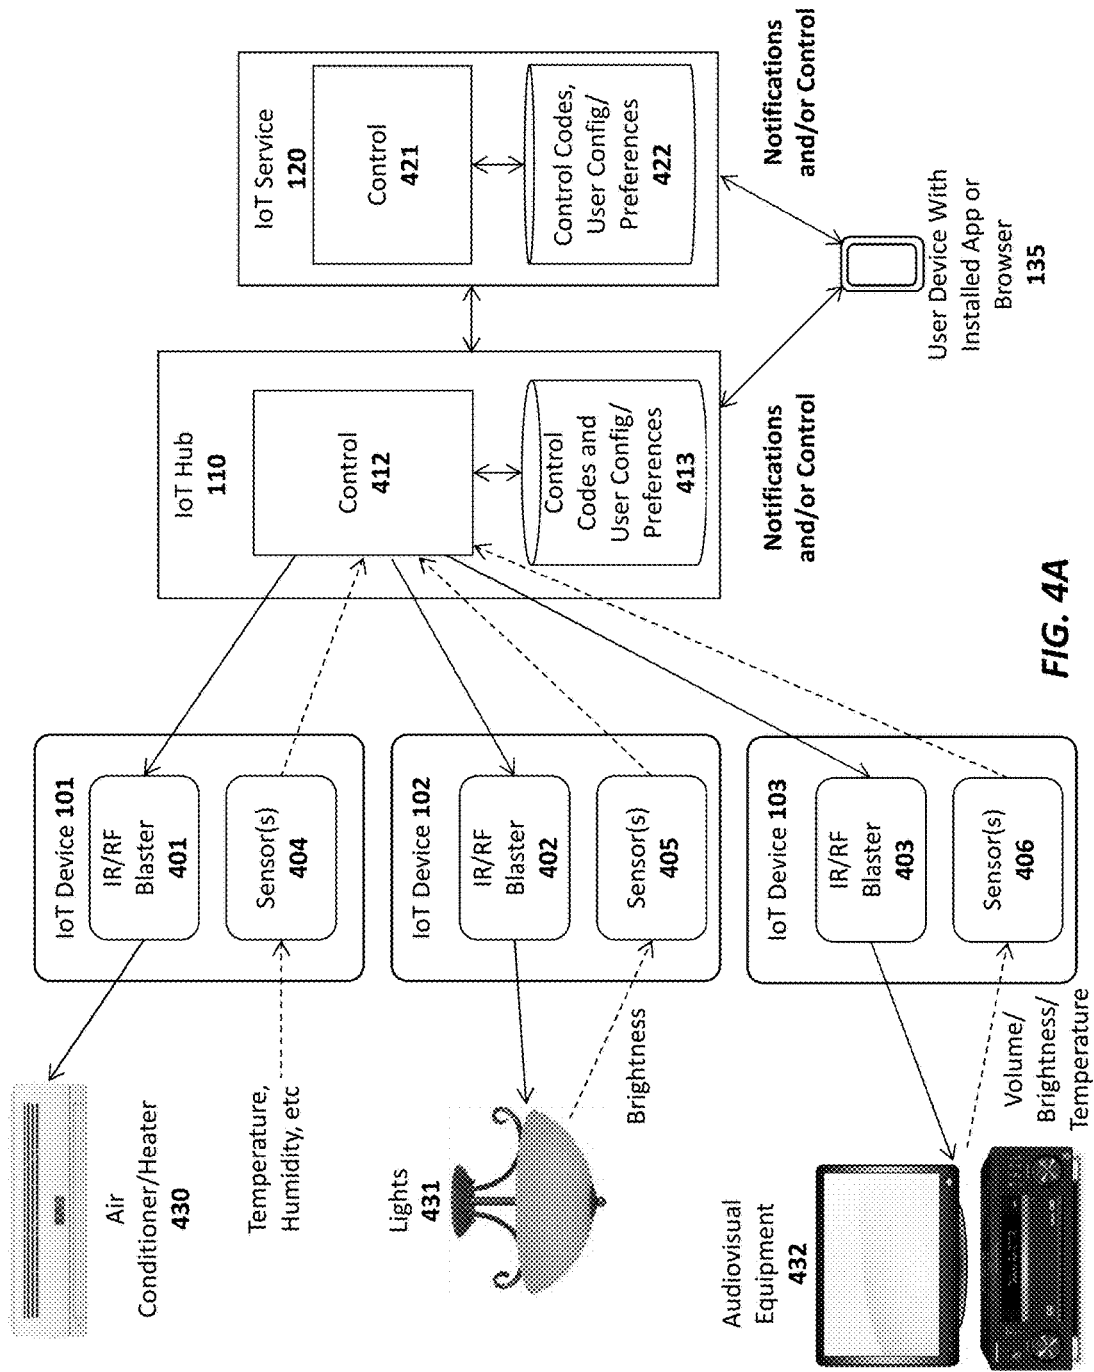 Air
Conditioner/Heater
430
Temperature,
Humidity, etc
Lights
431
Brightness
Audiovisual
Equipment
432
Volume/
Brightness/
Temperature
IoT Device 101
IR/RF
Blaster
401
Sensor(s)
404
IoT Device 102
IR/RF
Blaster
402
Sensor(s)
405
IoT Device 103
IR/RF
Blaster
403
Sensor(s)
406
IoT Hub
110
Control
412
Control
Codes and
User Config/
Preferences
413
Notifications
and/or Control
IoT Service
120
Control
421
Control Codes,
User Config/
Preferences
422
Notifications
and/or Control
User Device With
Installed App or
Browser
135
FIG. 4A